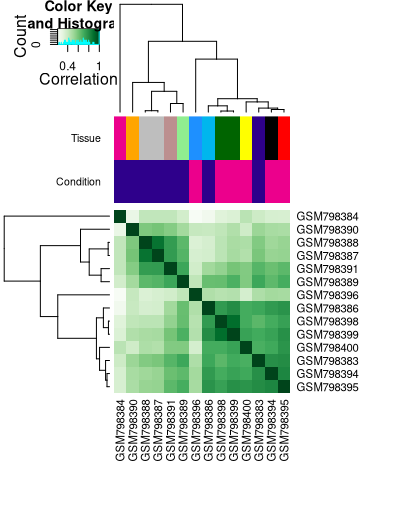 Color Key
and Histogra
Count
0
0.4 1
Correlation
Tissue
Condition
GSM798384
GSM798390
GSM798388
GSM798387
GSM798391
GSM798389
GSM798396
GSM798386
GSM798398
GSM798399
GSM798400
GSM798383
GSM798394
GSM798395
GSM798384
GSM798390
GSM798388
GSM798387
GSM798391
GSM798389
GSM798396
GSM798386
GSM798398
GSM798399
GSM798400
GSM798383
GSM798394
GSM798395